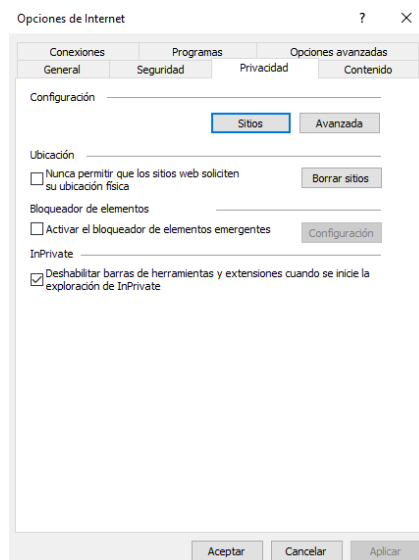 Opciones de Internet ? ×
Conexiones Programas Opciones avanzadas
General Seguridad Privacidad Contenido
Configuración
Sitios Avanzada
Ubicación
Nunca permitir que los sitios web soliciten
su ubicación física
Borrar sitios
Bloqueador de elementos
Activar el bloqueador de elementos emergentes
Configuración
InPrivate
Deshabilitar barras de herramientas y extensiones cuando se inicie la
exploración de InPrivate
Aceptar Cancelar Aplicar